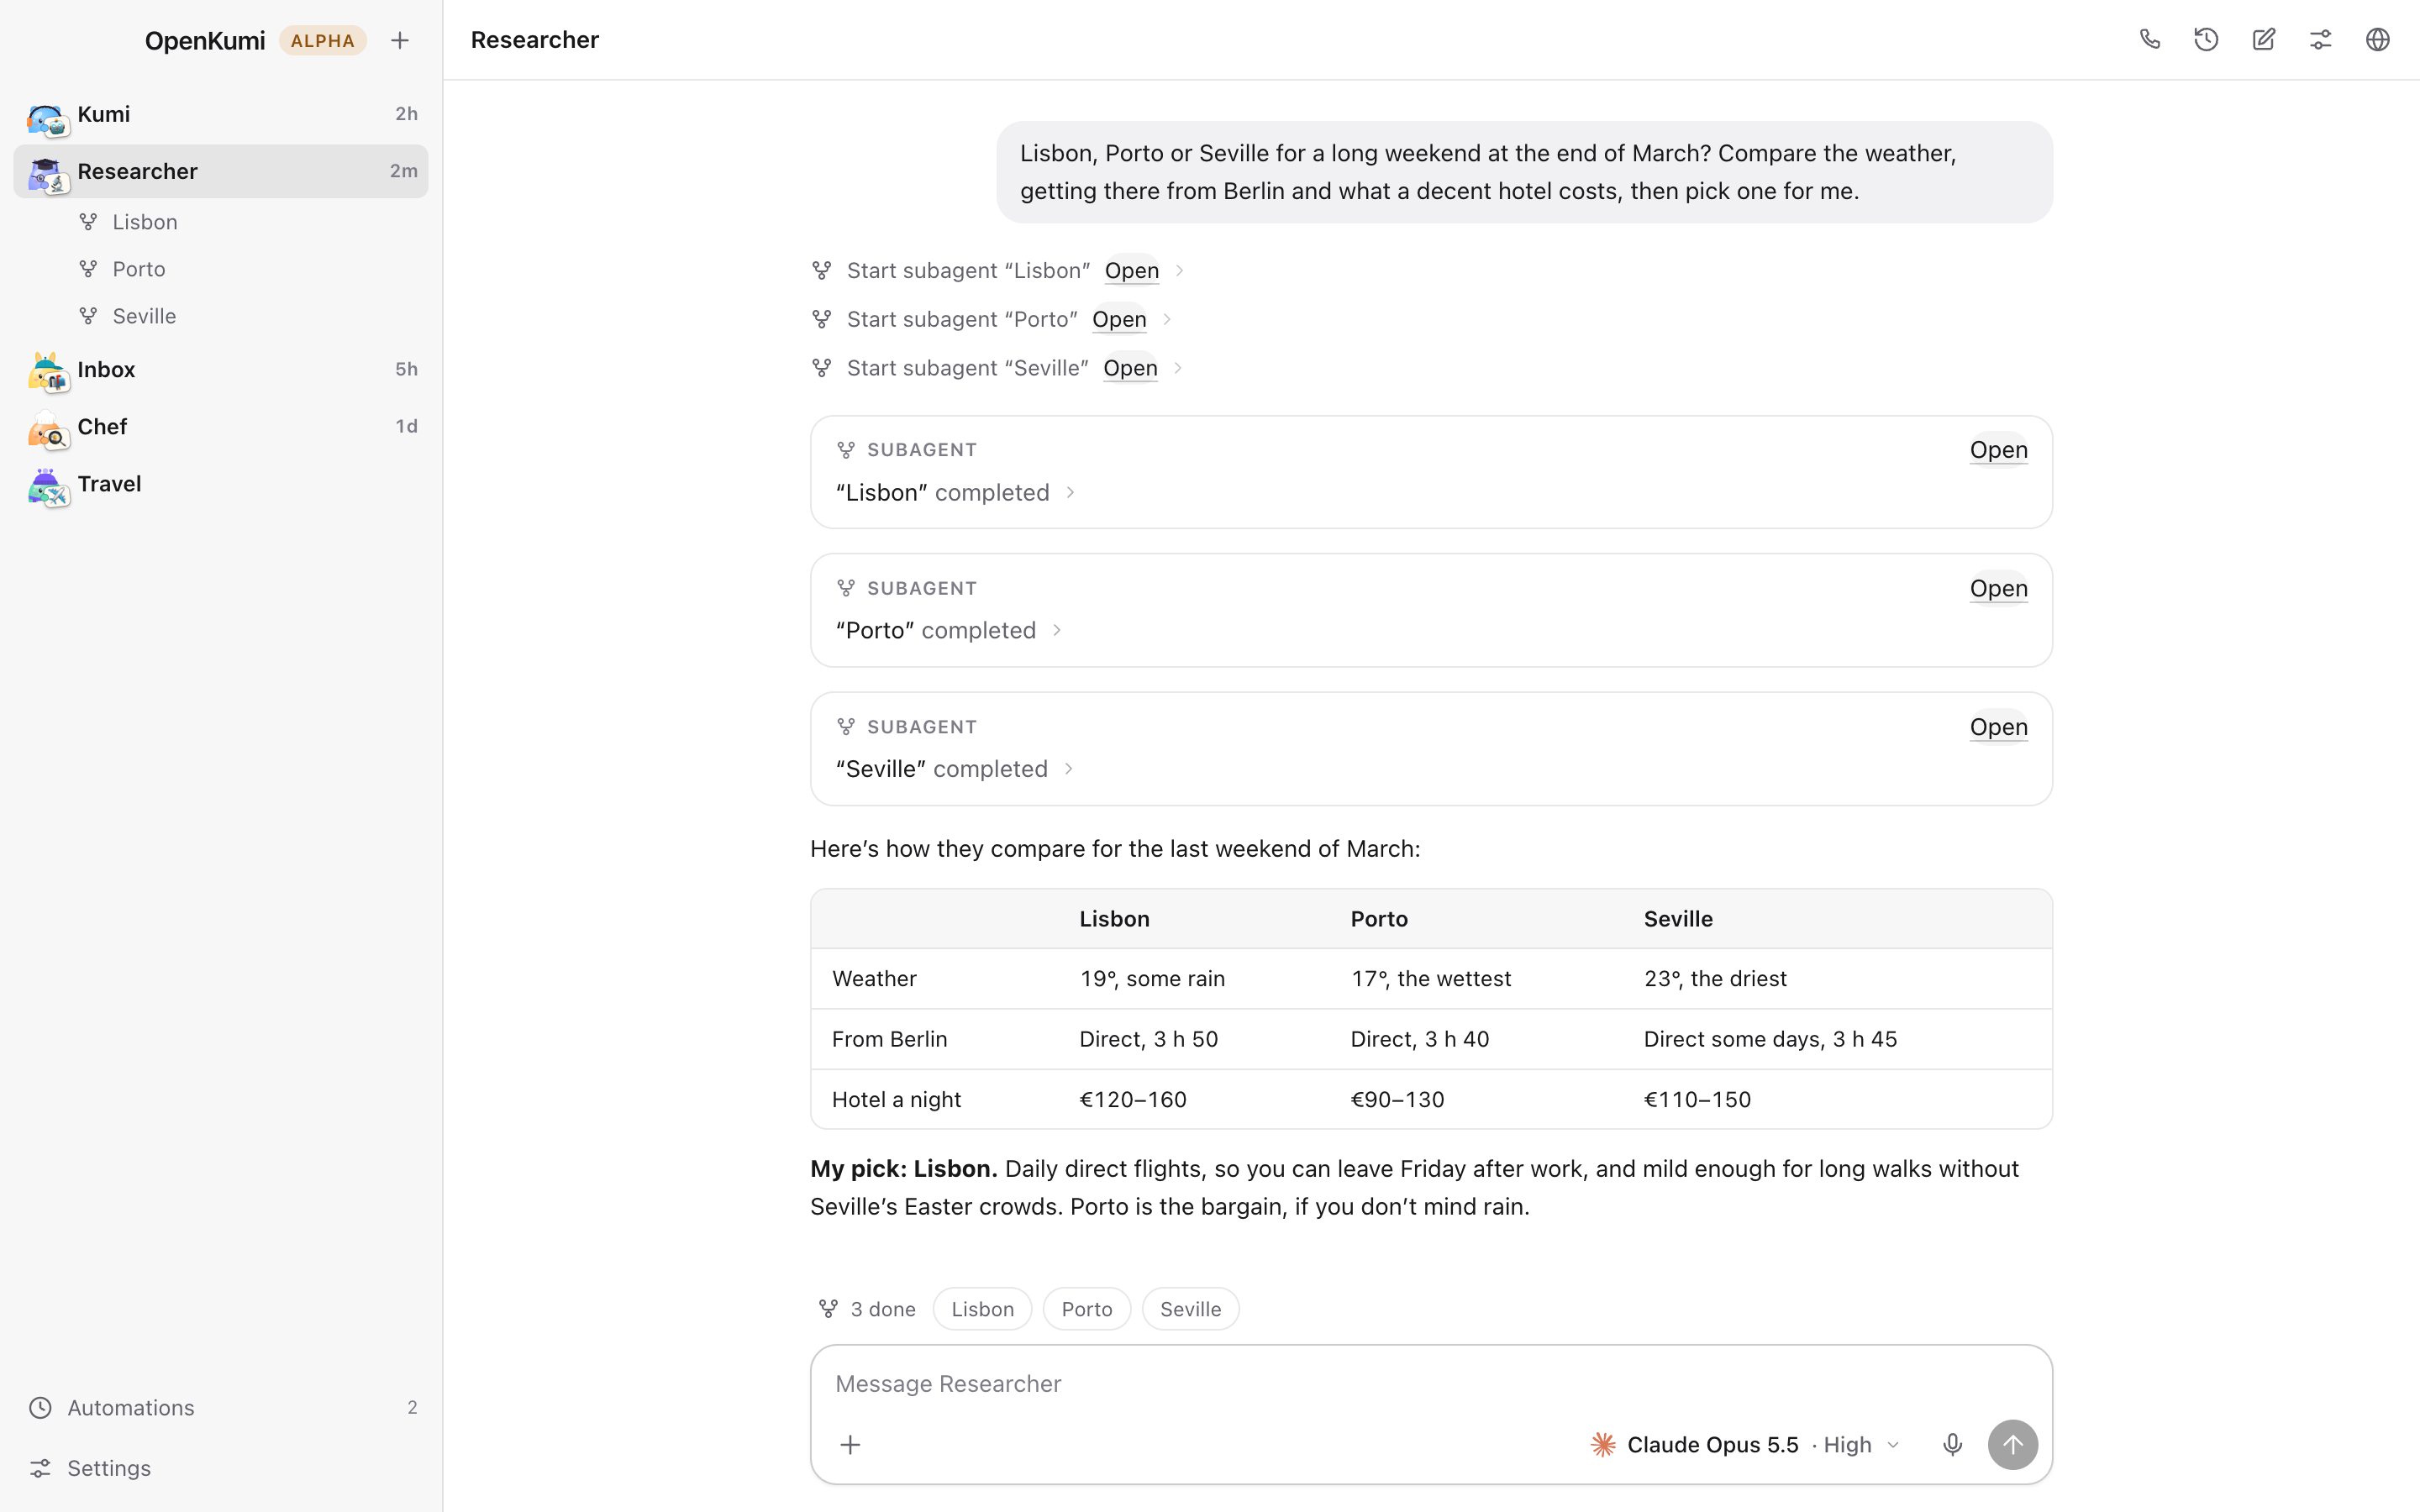 OpenKumi ALPHA
Kumi 2h
Researcher 2m
Lisbon
Porto
Seville
Inbox 5h
Chef 1d
Travel
Automations 2
Settings
Researcher
Lisbon, Porto or Seville for a long weekend at the end of March? Compare the weather,
getting there from Berlin and what a decent hotel costs, then pick one for me.
Start subagent “Lisbon” Open
Start subagent “Porto” Open
Start subagent “Seville” Open
SUBAGENT Open
“Lisbon” completed
SUBAGENT Open
“Porto” completed
SUBAGENT Open
“Seville” completed
Here’s how they compare for the last weekend of March:
Lisbon Porto Seville
Weather 19°, some rain 17°, the wettest 23°, the driest
From Berlin Direct, 3 h 50 Direct, 3 h 40 Direct some days, 3 h 45
Hotel a night €120–160 €90–130 €110–150
My pick: Lisbon. Daily direct flights, so you can leave Friday after work, and mild enough for long walks without
Seville’s Easter crowds. Porto is the bargain, if you don’t mind rain.
3 done Lisbon Porto Seville
Message Researcher
Claude Opus 5.5 · High